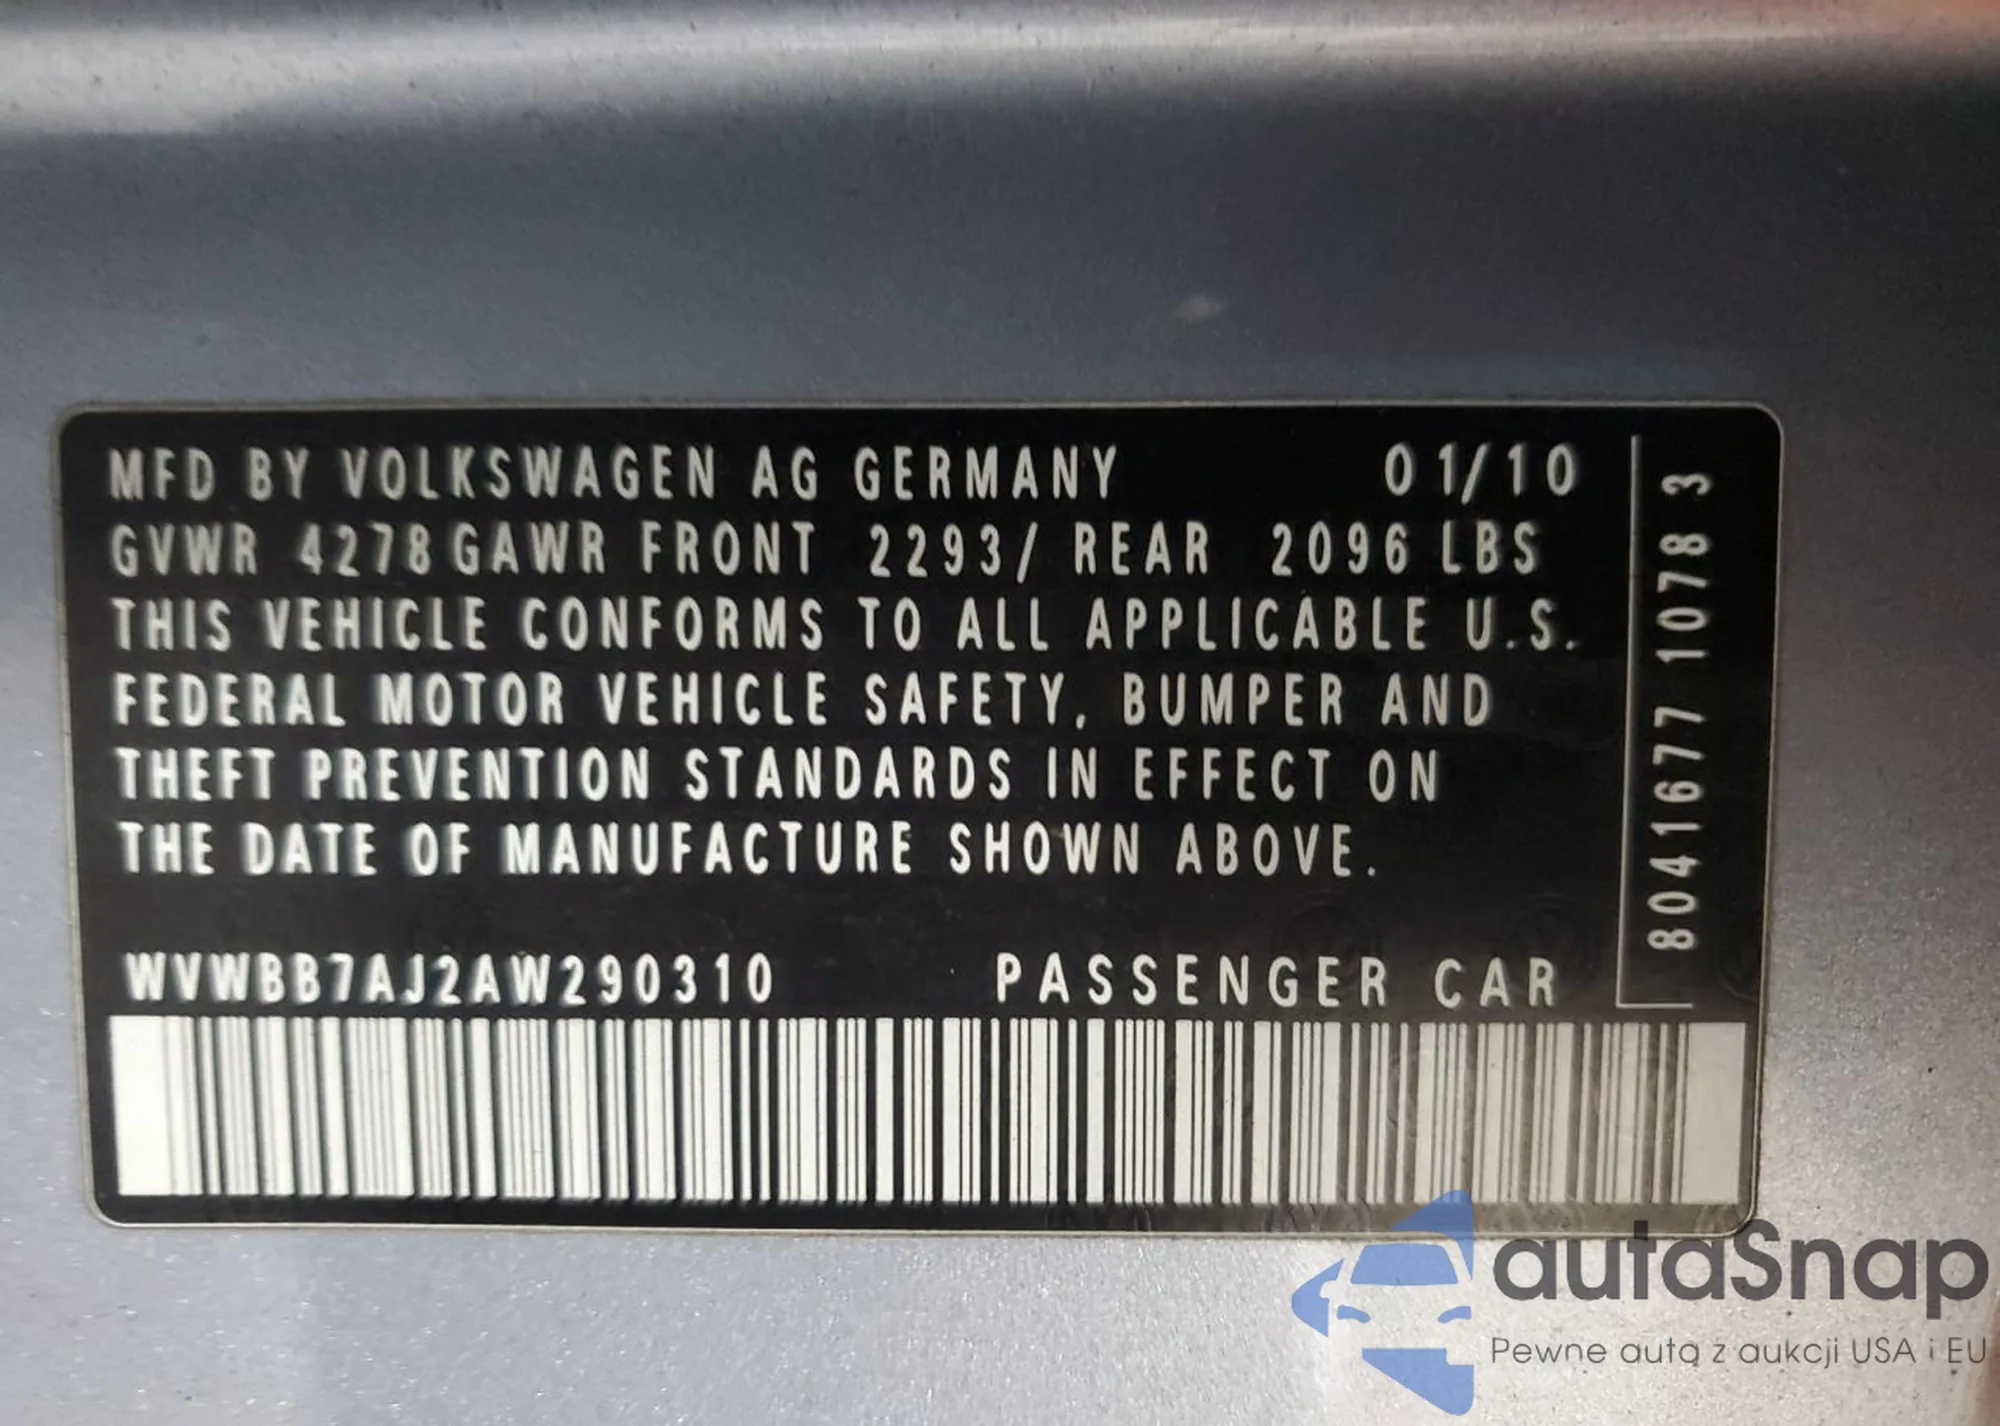 MFD BY VOLKSWAGEN AG GERMANY 01/10
GVWR 4278 GAWR FRONT 2293/ REAR 2096 LBS
THIS VEHICLE CONFORMS TO ALL APPLICABLE U.S.
FEDERAL MOTOR VEHICLE SAFETY, BUMPER AND
THEFT PREVENTION STANDARDS IN EFFECT ON
THE DATE OF MANUFACTURE SHOWN ABOVE.
WVWBB7AJ2AW290310 PASSENGER CAR
8041677 1078 3
autaSnap
Pewne autą z aukcji USA i EU